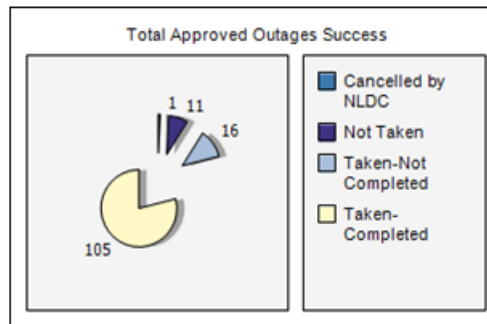 Total Approved Outages Success
1 11
16
105
Cancelled by
NLDC
Not Taken
Taken-Not
Completed
Taken-
Completed